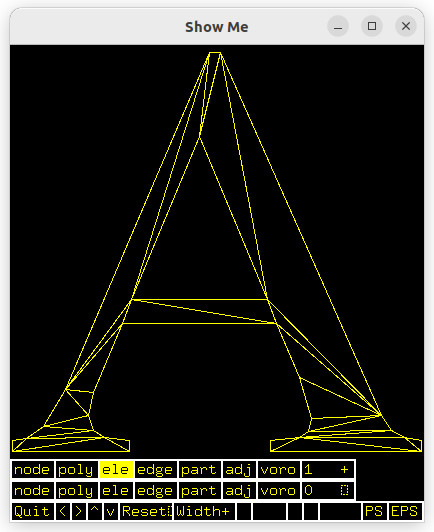 Show Me
node poly ele edge part adj voro 1 +
node poly ele edge part adj voro 0
Quit < > ^ v Reset Width+ PS EPS